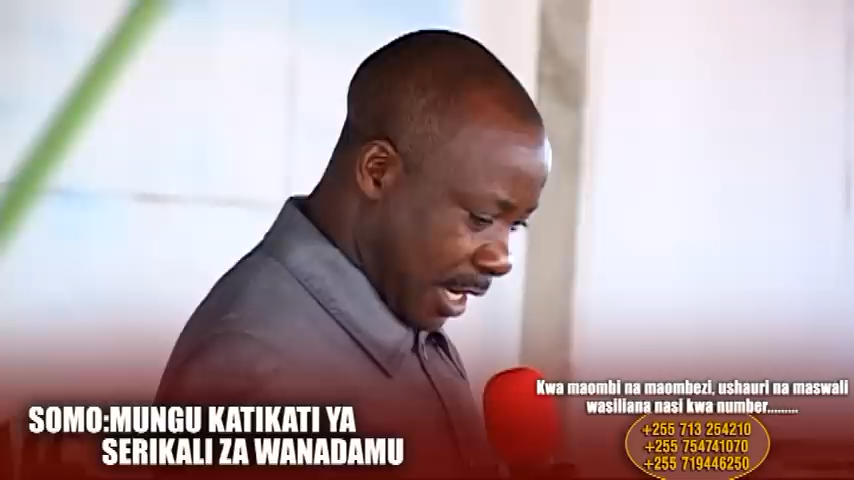 Kwa maombi na maombezi, ushauri na maswali
wasiliana nasi kwa number.........
+255 713 254210
+255 754741070
+255 719446501
SOMO:MUNGU KATIKATI YA
SERIKALI ZA WANADAMU